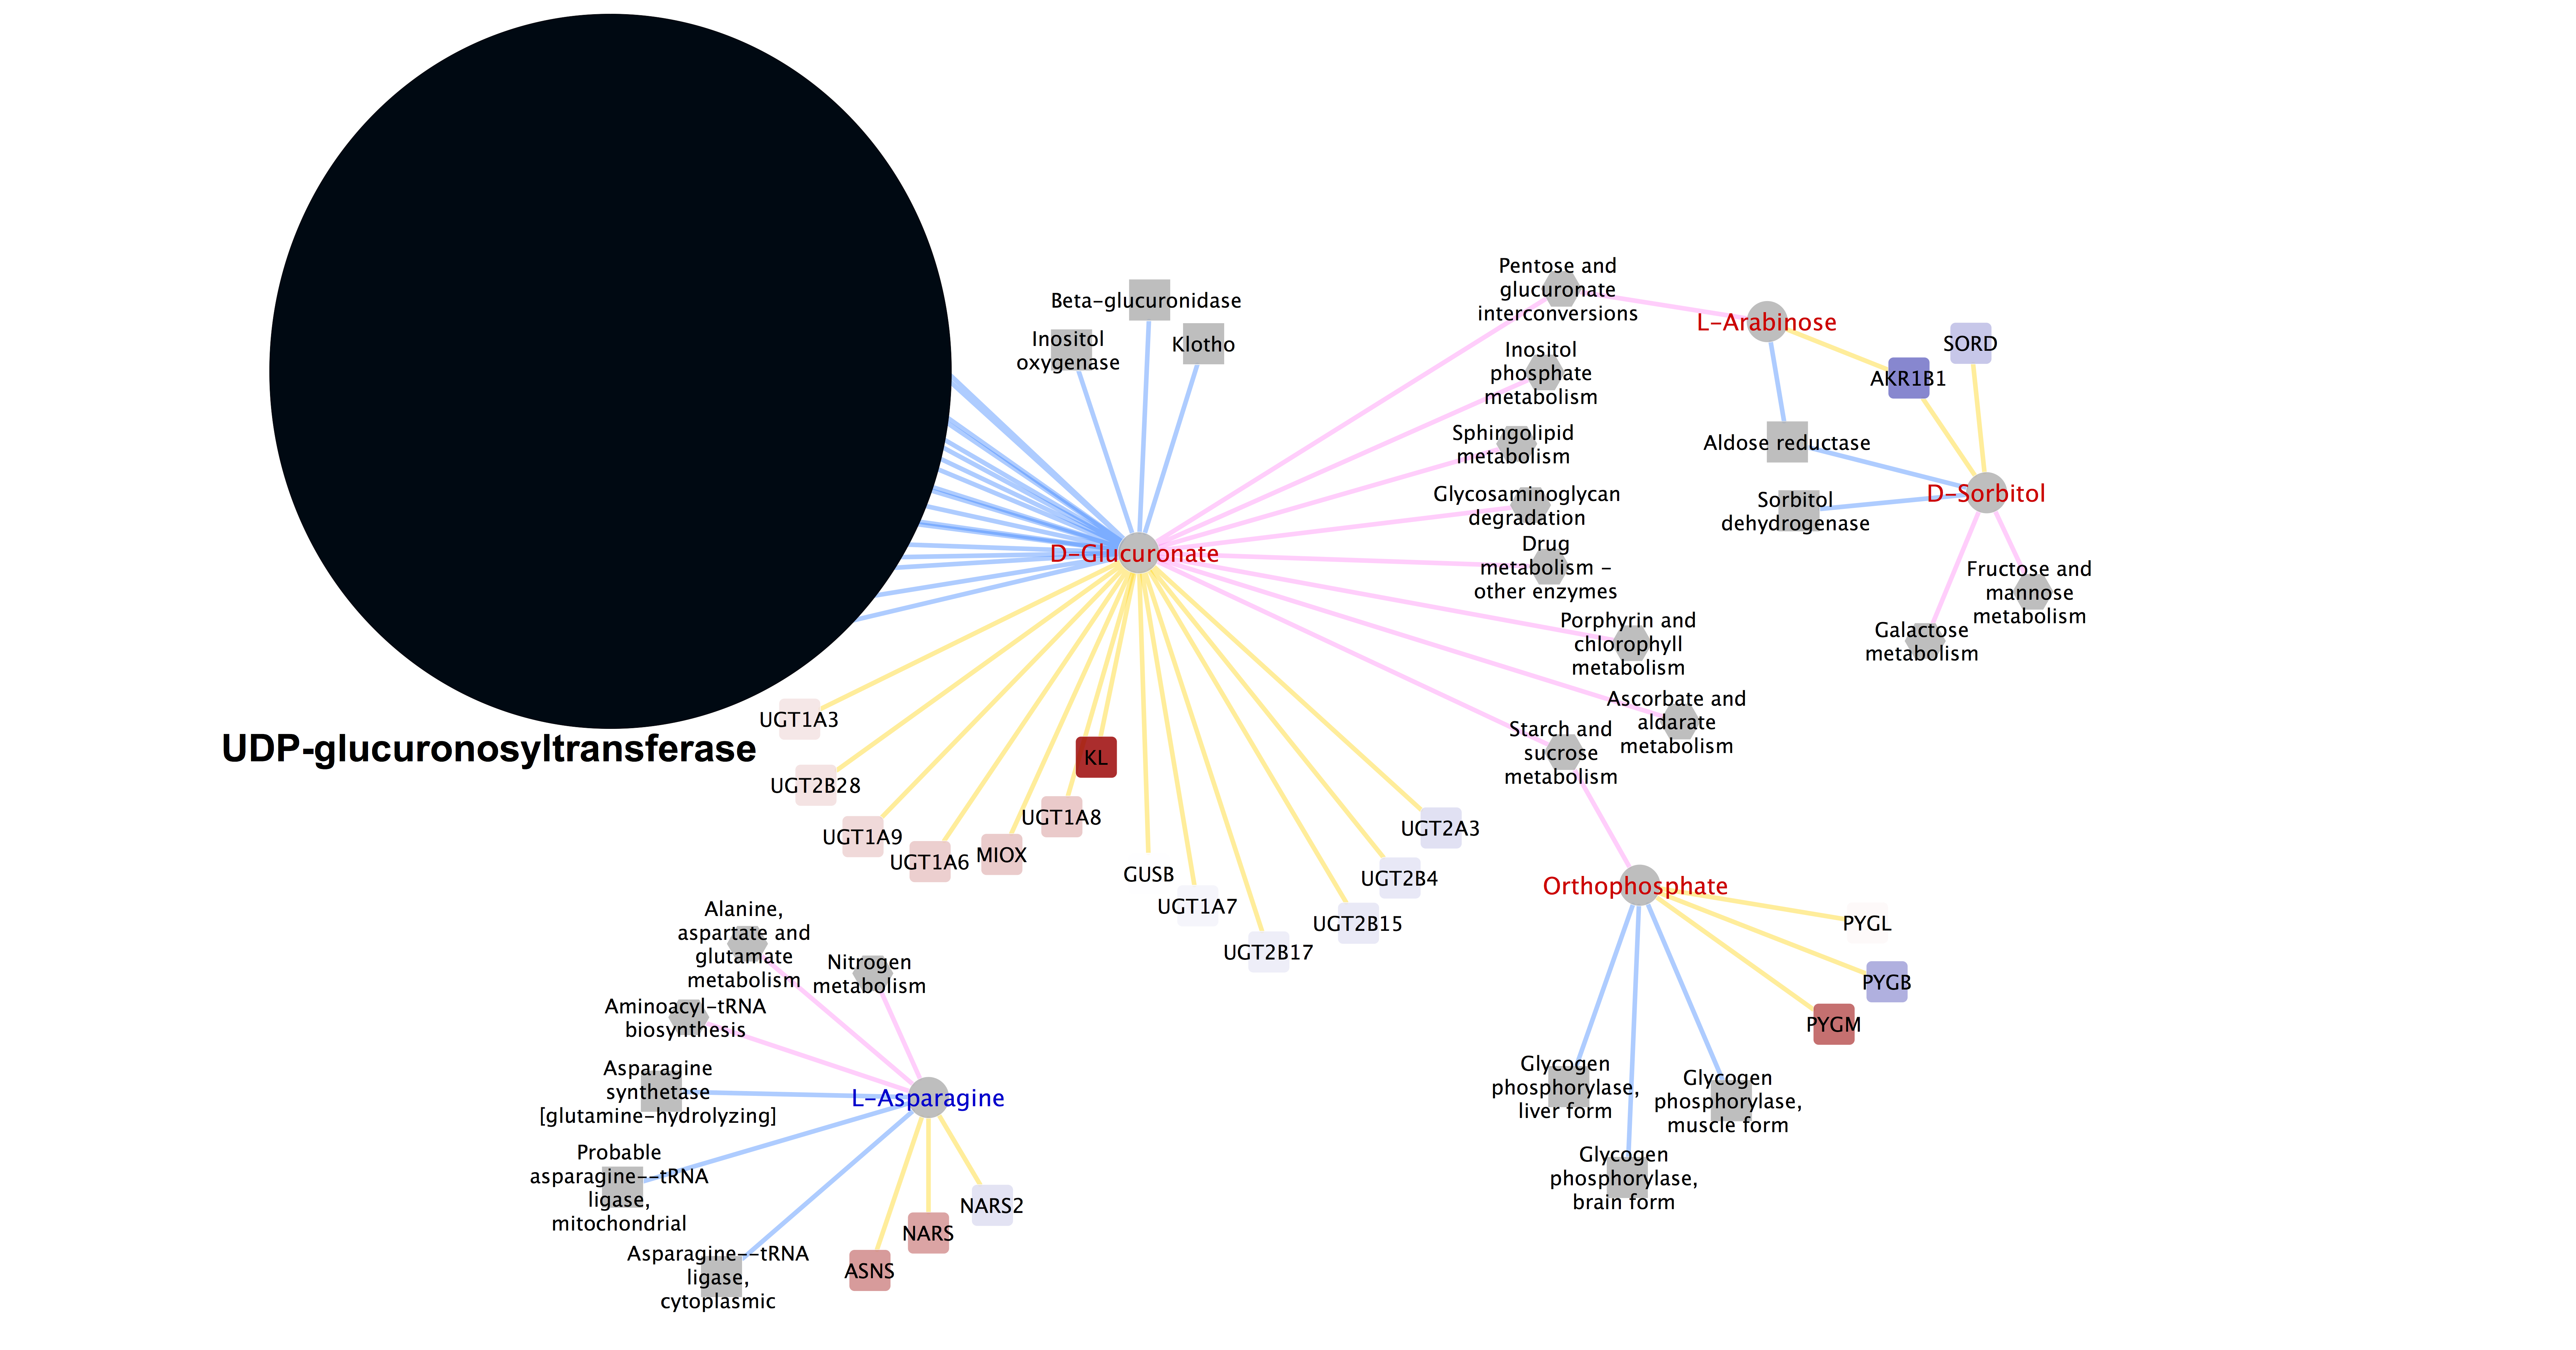 Beta-glucuronidase
Inositol
oxygenase
Klotho
Pentose and
glucuronate
interconversions
L-Arabinose
SORD
AKR1B1
Inositol
phosphate
metabolism
Sphingolipid
metabolism
Aldose reductase
Glycosaminoglycan
degradation
Sorbitol
dehydrogenase
D-Sorbitol
D-Glucuronate
Drug
metabolism –
other enzymes
Fructose and
mannose
metabolism
Galactose
metabolism
Porphyrin and
chlorophyll
metabolism
Ascorbate and
aldarate
metabolism
Starch and
sucrose
metabolism
UDP-glucuronosyltransferase
UGT1A3
UGT2B28
UGT1A9
UGT1A6
MIOX
UGT1A8
KL
GUSB
UGT1A7
UGT2B17
UGT2B15
UGT2B4
UGT2A3
Orthophosphate
PYGL
PYGB
PYGM
Glycogen
phosphorylase,
liver form
Glycogen
phosphorylase,
muscle form
Glycogen
phosphorylase,
brain form
Alanine,
aspartate and
glutamate
metabolism
Nitrogen
metabolism
Aminoacyl-tRNA
biosynthesis
Asparagine
syntethase
[glutamine-hydrolyzing]
L-Asparagine
Probable
asparagine--tRNA
ligase,
mitochondrial
Asparagine--tRNA
ligase,
cytoplasmic
NARS2
NARS
ASNS